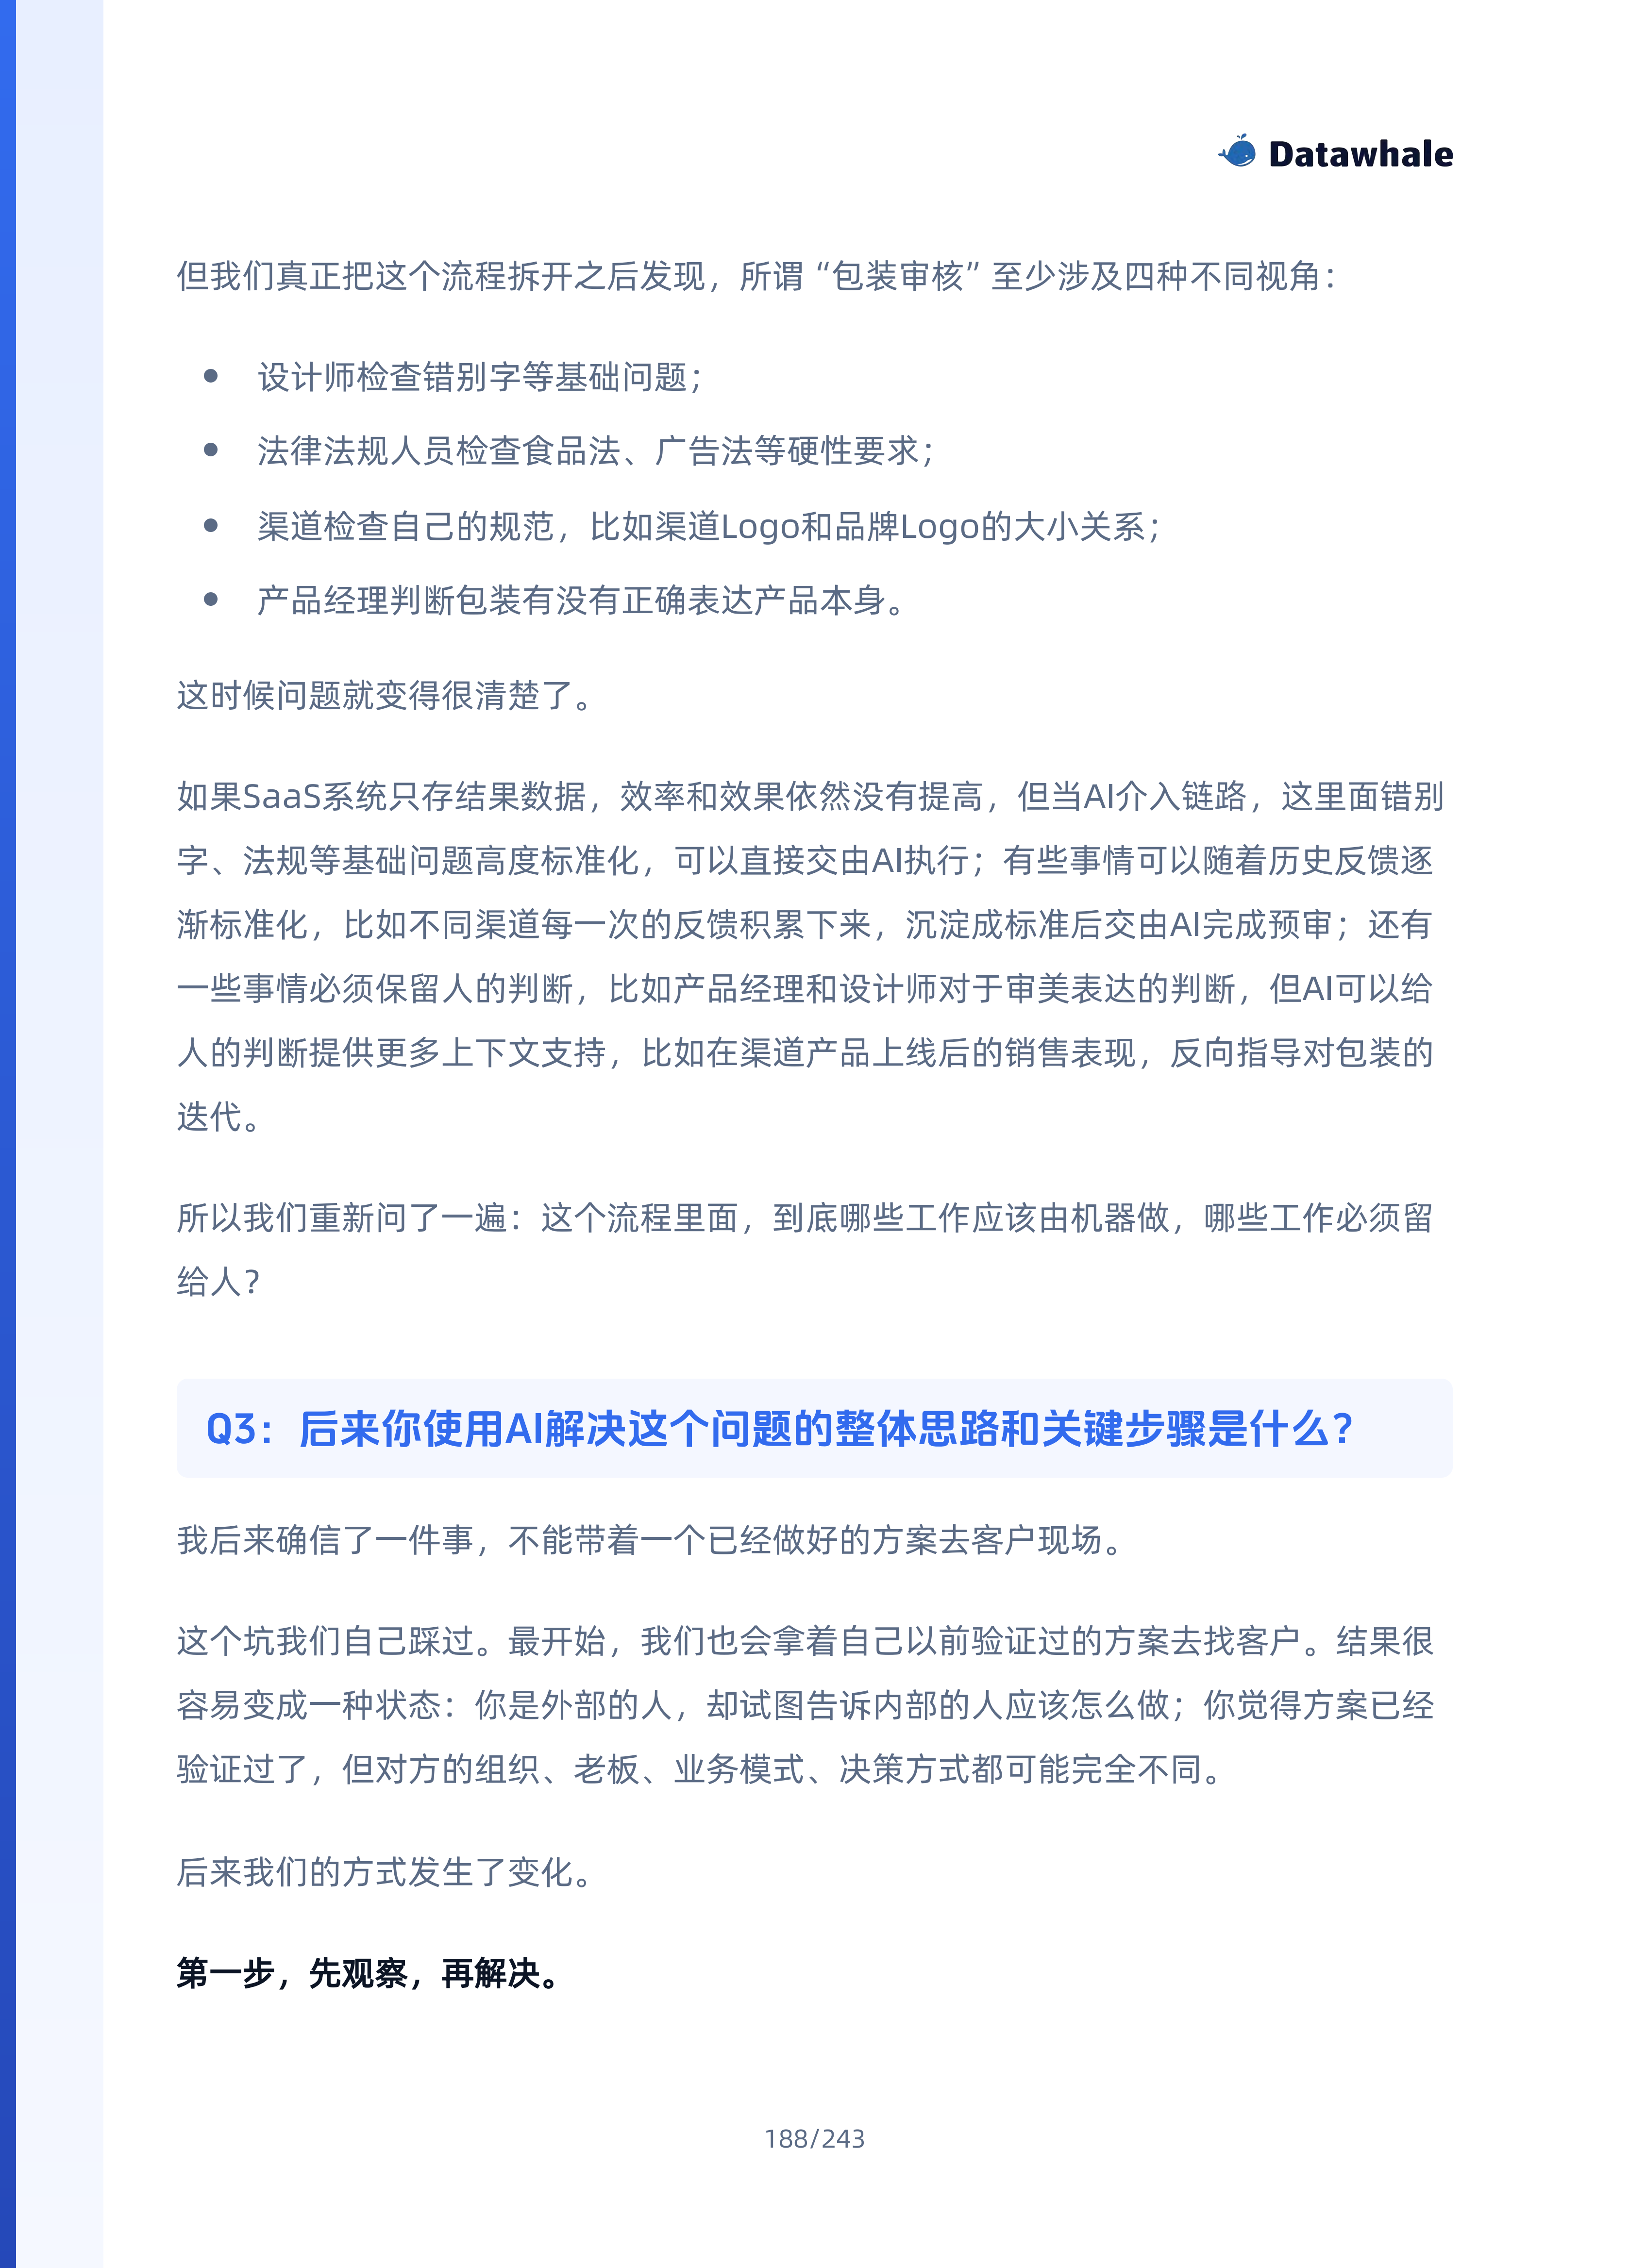 Datawhale
但我们真正把这个流程拆开之后发现，所谓“包装审核”至少涉及四种不同视角：
● 设计师检查错别字等基础问题；
● 法律法规人员检查食品法、广告法等硬性要求；
● 渠道检查自己的规范，比如渠道Logo和品牌Logo的大小关系；
● 产品经理判断包装有没有正确表达产品本身。
这时候问题就变得很清楚了。
如果SaaS系统只存结果数据，效率和效果依然没有提高，但当AI介入链路，这里面错别
字、法规等基础问题高度标准化，可以直接交由AI执行；有些事情可以随着历史反馈逐
渐标准化，比如不同渠道每一次的反馈积累下来，沉淀成标准后交由AI完成预审；还有
一些事情必须保留人的判断，比如产品经理和设计师对于审美表达的判断，但AI可以给
人的判断提供更多上下文支持，比如在渠道产品上线后的销售表现，反向指导对包装的
迭代。
所以我们重新问了一遍：这个流程里面，到底哪些工作应该由机器做，哪些工作必须留
给人？
Q3：后来你使用AI解决这个问题的整体思路和关键步骤是什么？
我后来确信了一件事，不能带着一个已经做好的方案去客户现场。
这个坑我们自己踩过。最开始，我们也会拿着自己以前验证过的方案去找客户。结果很
容易变成一种状态：你是外部的人，却试图告诉内部的人应该怎么做；你觉得方案已经
验证过了，但对方的组织、老板、业务模式、决策方式都可能完全不同。
后来我们的方式发生了变化。
第一步，先观察，再解决。
188/243